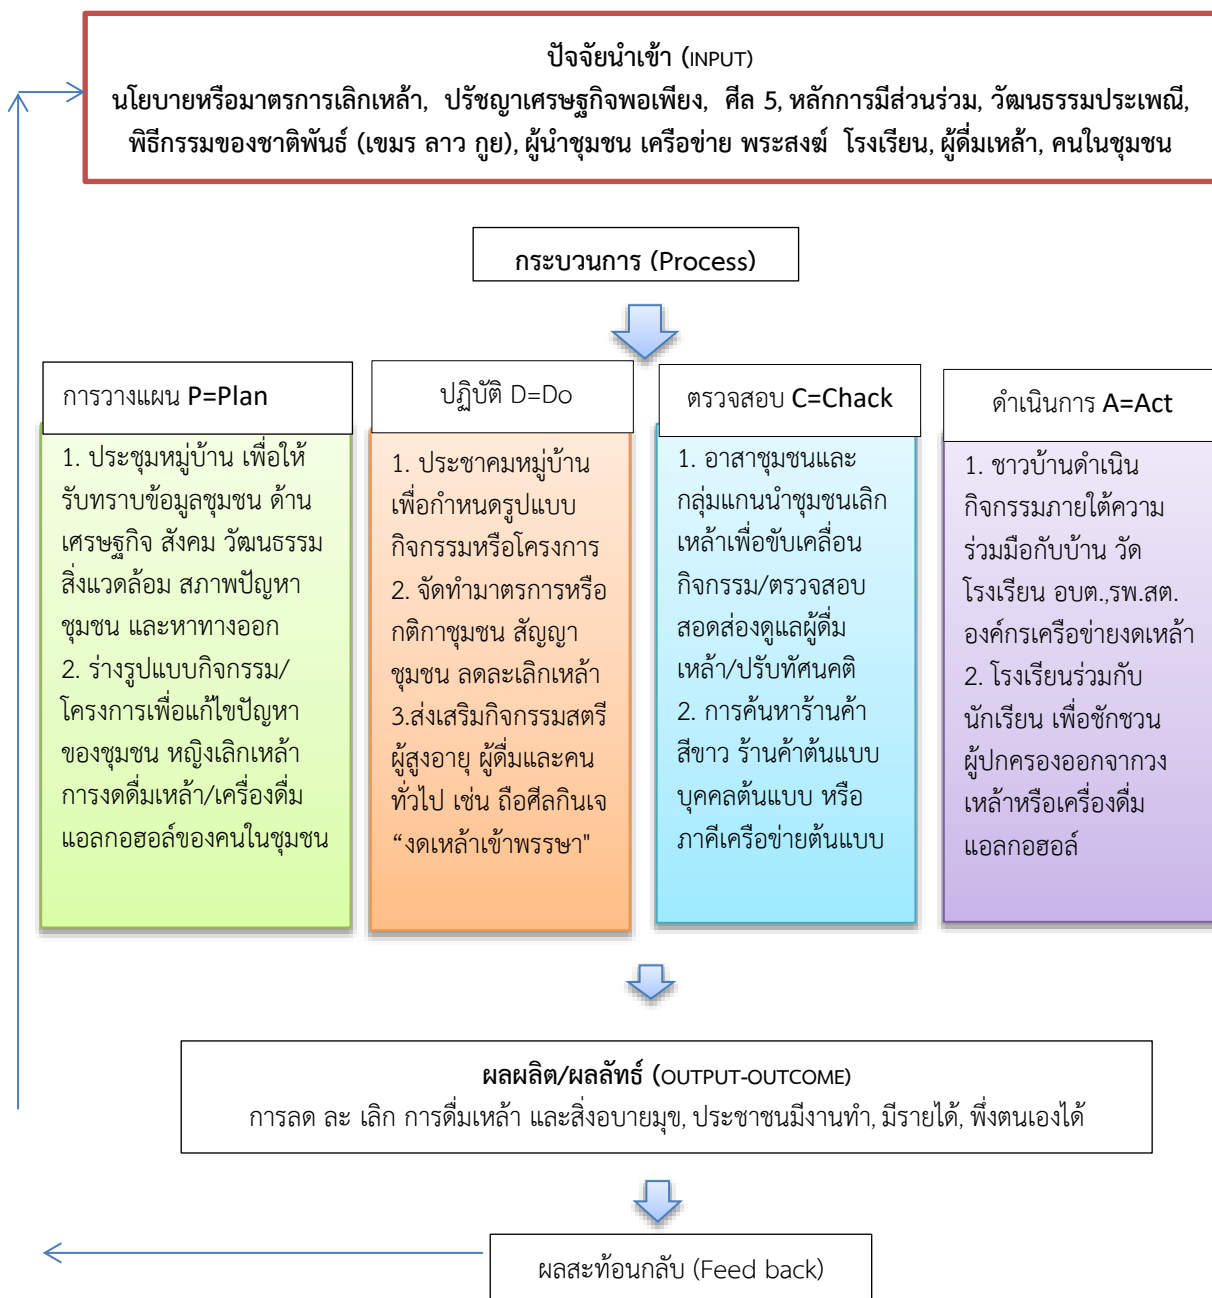 ปัจจัยนำเข้า (INPUT)
นโยบายหรือมาตรการเลิกเหล้า, ปรัชญาเศรษฐกิจพอเพียง, ศีล 5, หลักการมีส่วนร่วม, วัฒนธรรมประเพณี,
พิธีกรรมของชาติพันธ์ (เขมร ลาว กูย), ผู้นำชุมชน เครือข่าย พระสงฆ์ โรงเรียน, ผู้ดื่มเหล้า, คนในชุมชน
กระบวนการ (Process)
การวางแผน P=Plan
1. ประชุมหมู่บ้าน เพื่อให้
รับทราบข้อมูลชุมชน ด้าน
เศรษฐกิจ สังคม วัฒนธรรม
สิ่งแวดล้อม สภาพปัญหา
ชุมชน และหาทางออก
2. ร่างรูปแบบกิจกรรม/
โครงการเพื่อแก้ไขปัญหา
ของชุมชน หญิงเลิกเหล้า
การงดดื่มเหล้า/เครื่องดื่ม
แอลกอฮอล์ของคนในชุมชน
ปฏิบัติ D=Do
1. ประชาคมหมู่บ้าน
เพื่อกำหนดรูปแบบ
กิจกรรมหรือโครงการ
2. จัดทำมาตรการหรือ
กติกาชุมชน สัญญา
ชุมชน ลดละเลิกเหล้า
3.ส่งเสริมกิจกรรมสตรี
ผู้สูงอายุ ผู้ดื่มและคน
ทั่วไป เช่น ถือศีลกินเจ
“งดเหล้าเข้าพรรษา"
ตรวจสอบ C=Chack
1. อาสาชุมชนและ
กลุ่มแกนนำชุมชนเลิก
เหล้าเพื่อขับเคลื่อน
กิจกรรม/ตรวจสอบ
สอดส่องดูแลผู้ดื่ม
เหล้า/ปรับทัศนคติ
2. การค้นหาร้านค้า
สีขาว ร้านค้าต้นแบบ
บุคคลต้นแบบ หรือ
ภาคีเครือข่ายต้นแบบ
ดำเนินการ A=Act
1. ชาวบ้านดำเนิน
กิจกรรมภายใต้ความ
ร่วมมือกับบ้าน วัด
โรงเรียน อบต.,รพ.สต.
องค์กรเครือข่ายงดเหล้า
2. โรงเรียนร่วมกับ
นักเรียน เพื่อชักชวน
ผู้ปกครองออกจากวง
เหล้าหรือเครื่องดื่ม
แอลกอฮอล์
ผลผลิต/ผลลัทธ์ (OUTPUT-OUTCOME)
การลด ละ เลิก การดื่มเหล้า และสิ่งอบายมุข, ประชาชนมีงานทำ, มีรายได้, พึ่งตนเองได้
ผลสะท้อนกลับ (Feed back)